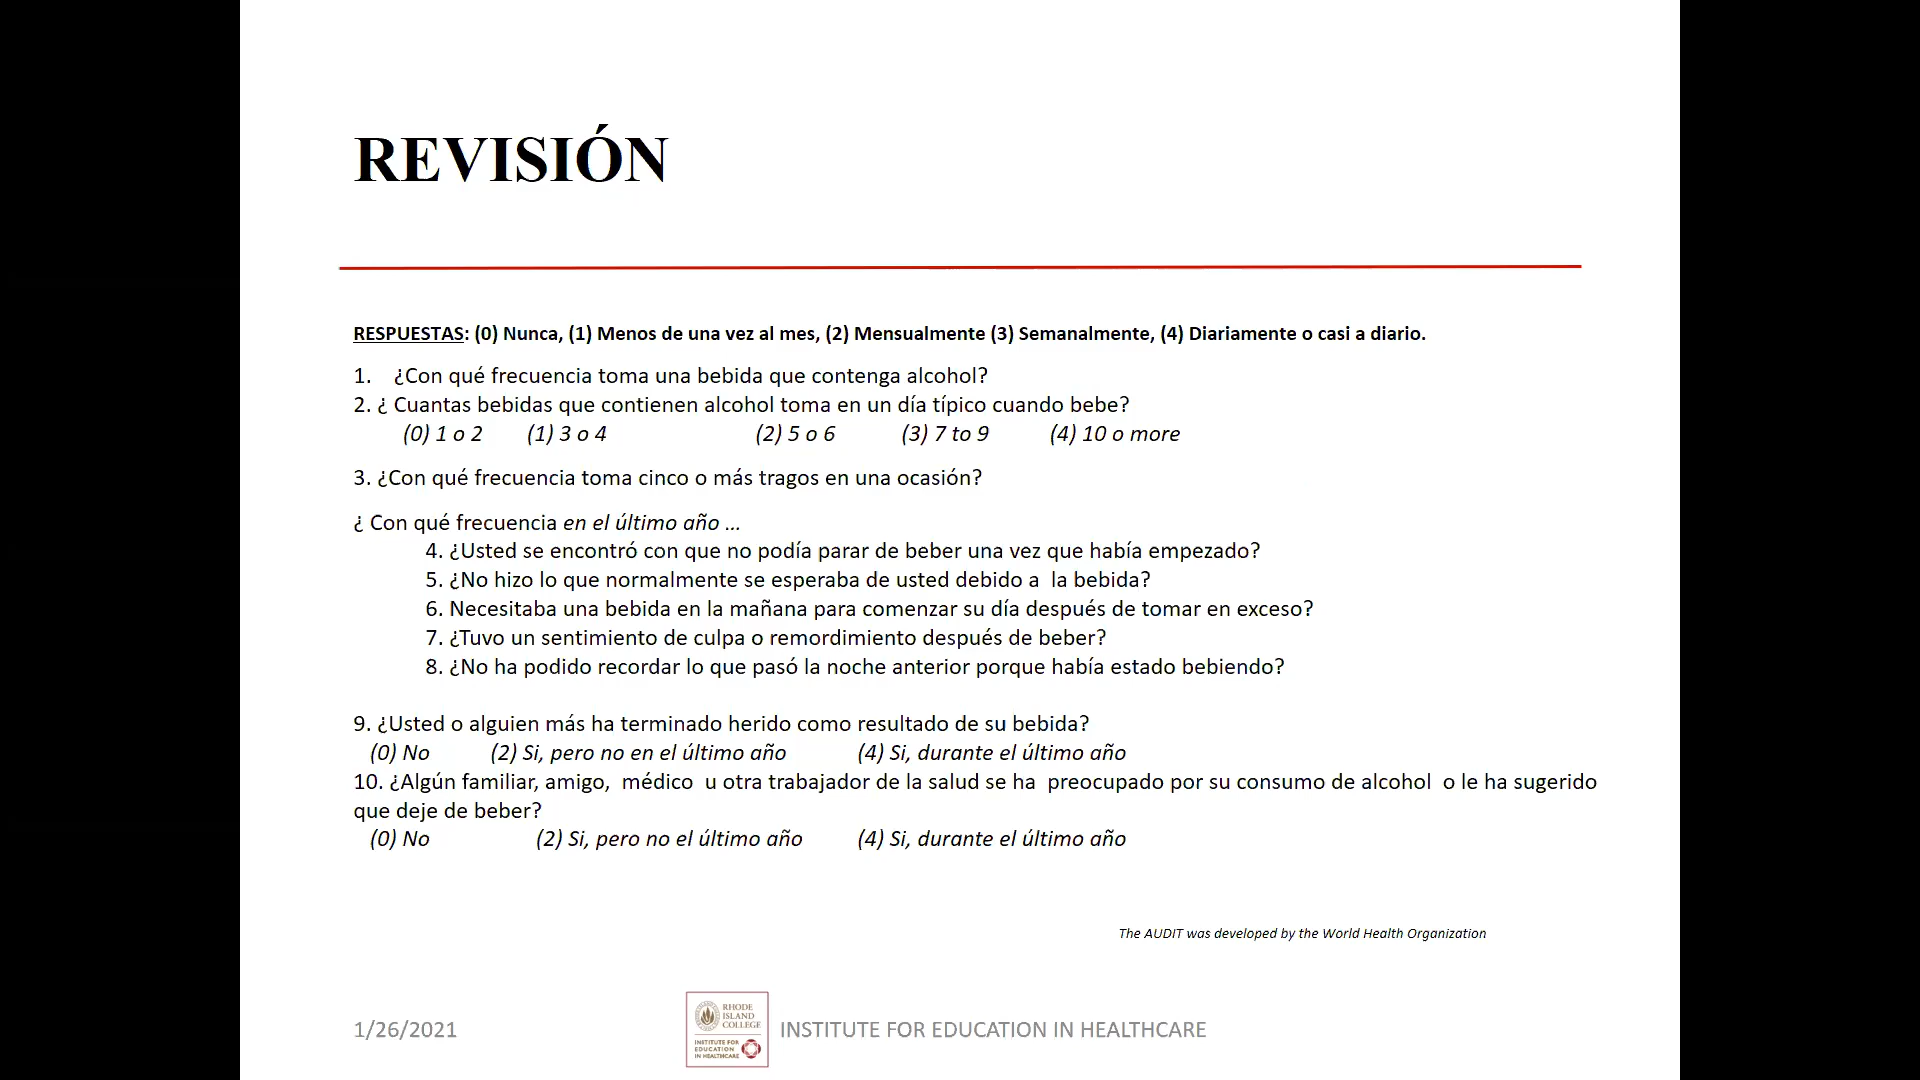 REVISIÓN
RESPUESTAS: (0) Nunca, (1) Menos de una vez al mes, (2) Mensualmente (3) Semanalmente, (4) Diariamente o casi a diario.
1. ¿Con qué frecuencia toma una bebida que contenga alcohol?
2. ¿ Cuantas bebidas que contienen alcohol toma en un día típico cuando bebe?
(0) 1 o 2 (1) 3 o 4 (2) 5 o 6 (3) 7 to 9 (4) 10 o more
3. ¿Con qué frecuencia toma cinco o más tragos en una ocasión?
¿ Con qué frecuencia en el último año ...
4. ¿Usted se encontró con que no podía parar de beber una vez que había empezado?
5. ¿No hizo lo que normalmente se esperaba de usted debido a la bebida?
6. Necesitaba una bebida en la mañana para comenzar su día después de tomar en exceso?
7. ¿Tuvo un sentimiento de culpa o remordimiento después de beber?
8. ¿No ha podido recordar lo que pasó la noche anterior porque había estado bebiendo?
9. ¿Usted o alguien más ha terminado herido como resultado de su bebida?
(0) No (2) Si, pero no en el último año (4) Si, durante el último año
10. ¿Algún familiar, amigo, médico u otra trabajador de la salud se ha preocupado por su consumo de alcohol o le ha sugerido
que deje de beber?
(0) No (2) Si, pero no el último año (4) Si, durante el último año
The AUDIT was developed by the World Health Organization
1/26/2021
RHODE
ISLAND
COLLEGE
INSTITUTE FOR
EDUCATION
IN HEALTHCARE
INSTITUTE FOR EDUCATION IN HEALTHCARE